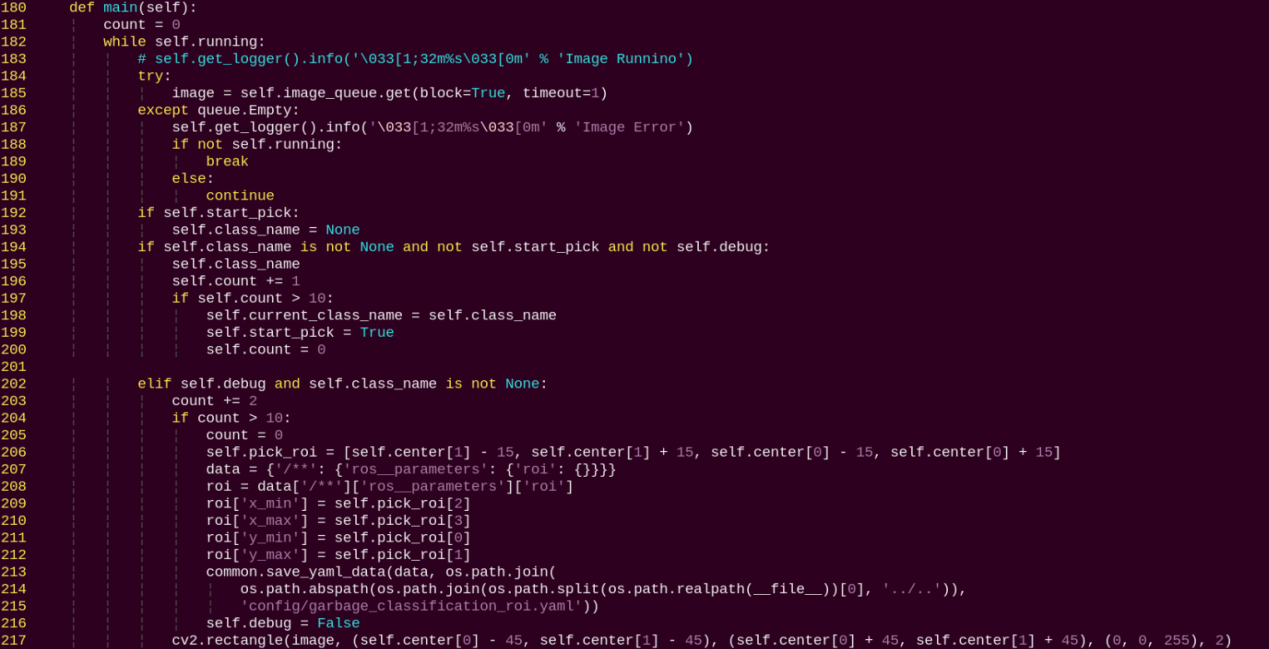 180     def main(self):
181         count = 0
182         while self.running:
183             # self.get_logger().info('\033[1;32m%s\033[0m' % 'Image Runnino')
184             try:
185                 image = self.image_queue.get(block=True, timeout=1)
186             except queue.Empty:
187                 self.get_logger().info('\033[1;32m%s\033[0m' % 'Image Error')
188                 if not self.running:
189                     break
190                 else:
191                     continue
192             if self.start_pick:
193                 self.class_name = None
194             if self.class_name is not None and not self.start_pick and not self.debug:
195                 self.class_name
196                 self.count += 1
197                 if self.count > 10:
198                     self.current_class_name = self.class_name
199                     self.start_pick = True
200                     self.count = 0
201
202             elif self.debug and self.class_name is not None:
203                 count += 2
204                 if count > 10:
205                     count = 0
206                     self.pick_roi = [self.center[1] - 15, self.center[1] + 15, self.center[0] - 15, self.center[0] + 15]
207                     data = {'/**': {'ros__parameters': {'roi': {}}}}
208                     roi = data['/**']['ros__parameters']['roi']
209                     roi['x_min'] = self.pick_roi[2]
210                     roi['x_max'] = self.pick_roi[3]
211                     roi['y_min'] = self.pick_roi[0]
212                     roi['y_max'] = self.pick_roi[1]
213                     common.save_yaml_data(data, os.path.join(
214                         os.path.abspath(os.path.join(os.path.split(os.path.realpath(__file__))[0], '../..')),
215                         'config/garbage_classification_roi.yaml'))
216                     self.debug = False
217                 cv2.rectangle(image, (self.center[0] - 45, self.center[1] - 45), (self.center[0] + 45, self.center[1] + 45), (0, 0, 255), 2)